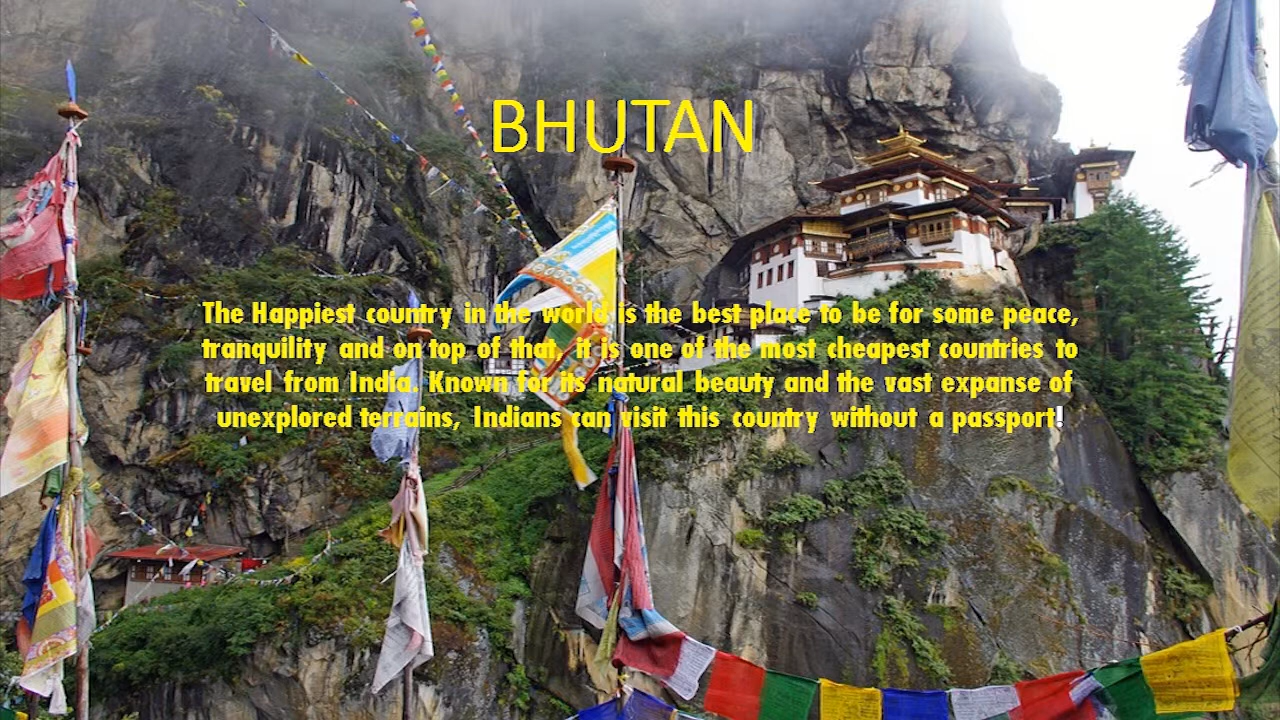 BHUTAN
The Happiest country in the world is the best place to be for some peace,
tranquility and on top of that, it is one of the most cheapest countries to
travel from India. Known for its natural beauty and the vast expanse of
unexplored terrains, Indians can visit this country without a passport!